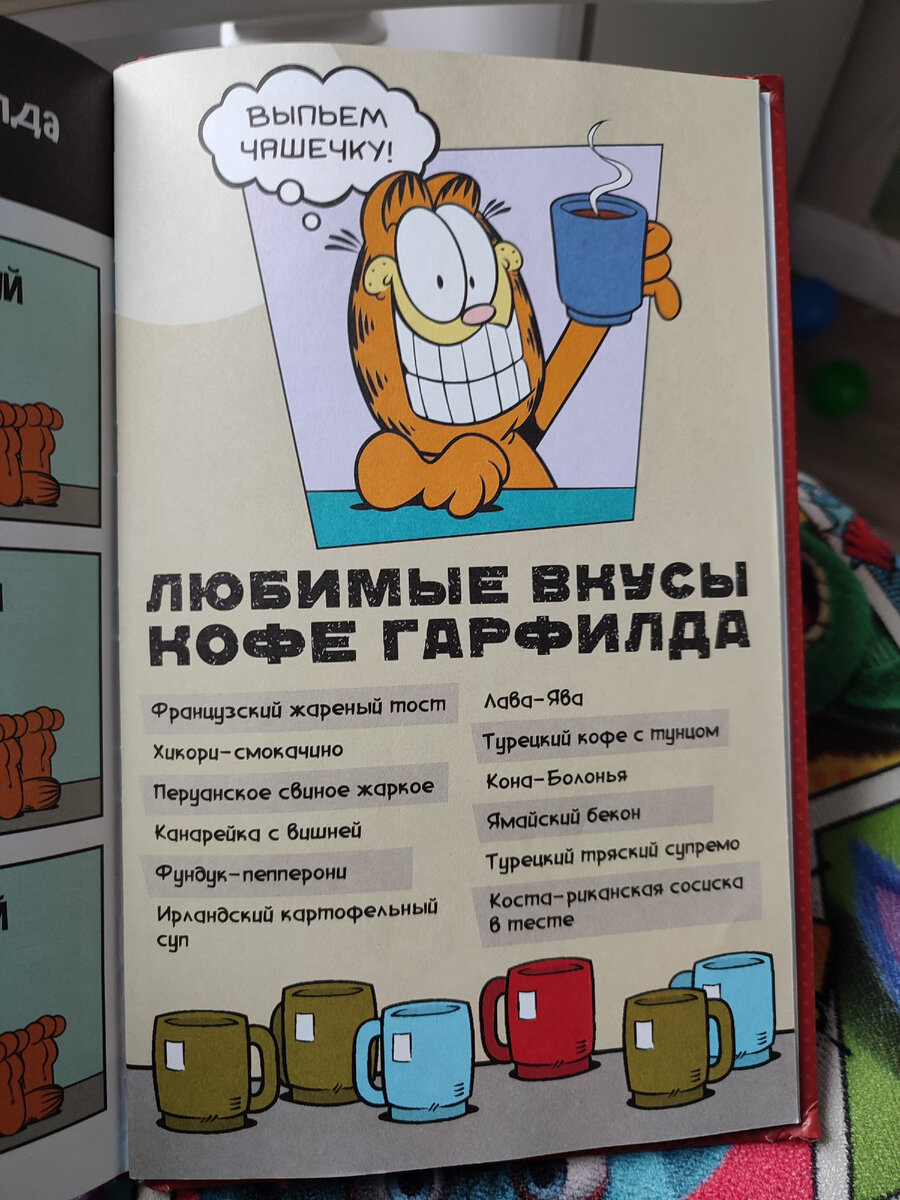 лда
ВЫПЬЕМ
ЧАШЕЧКУ!
ЛЮБИМЫЕ ВКУСЫ
КОФЕ ГАРФИЛДА
Французский жареный тост
Хикори-смокачино
Перуанское свиное жаркое
Канарейка с вишней
Фундук-пепперони
Ирландский картофельный
суп
Лава-Ява
Турецкий кофе с тунцом
Кона-Болонья
Ямайский бекон
Турецкий тряский супремо
Коста-риканская сосиска
в тесте